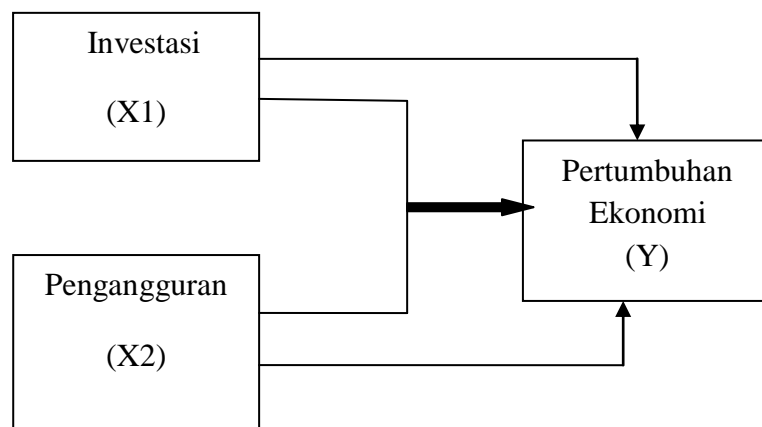 Investasi
(X1)
Pertumbuhan
Ekonomi
(Y)
Pengangguran
(X2)